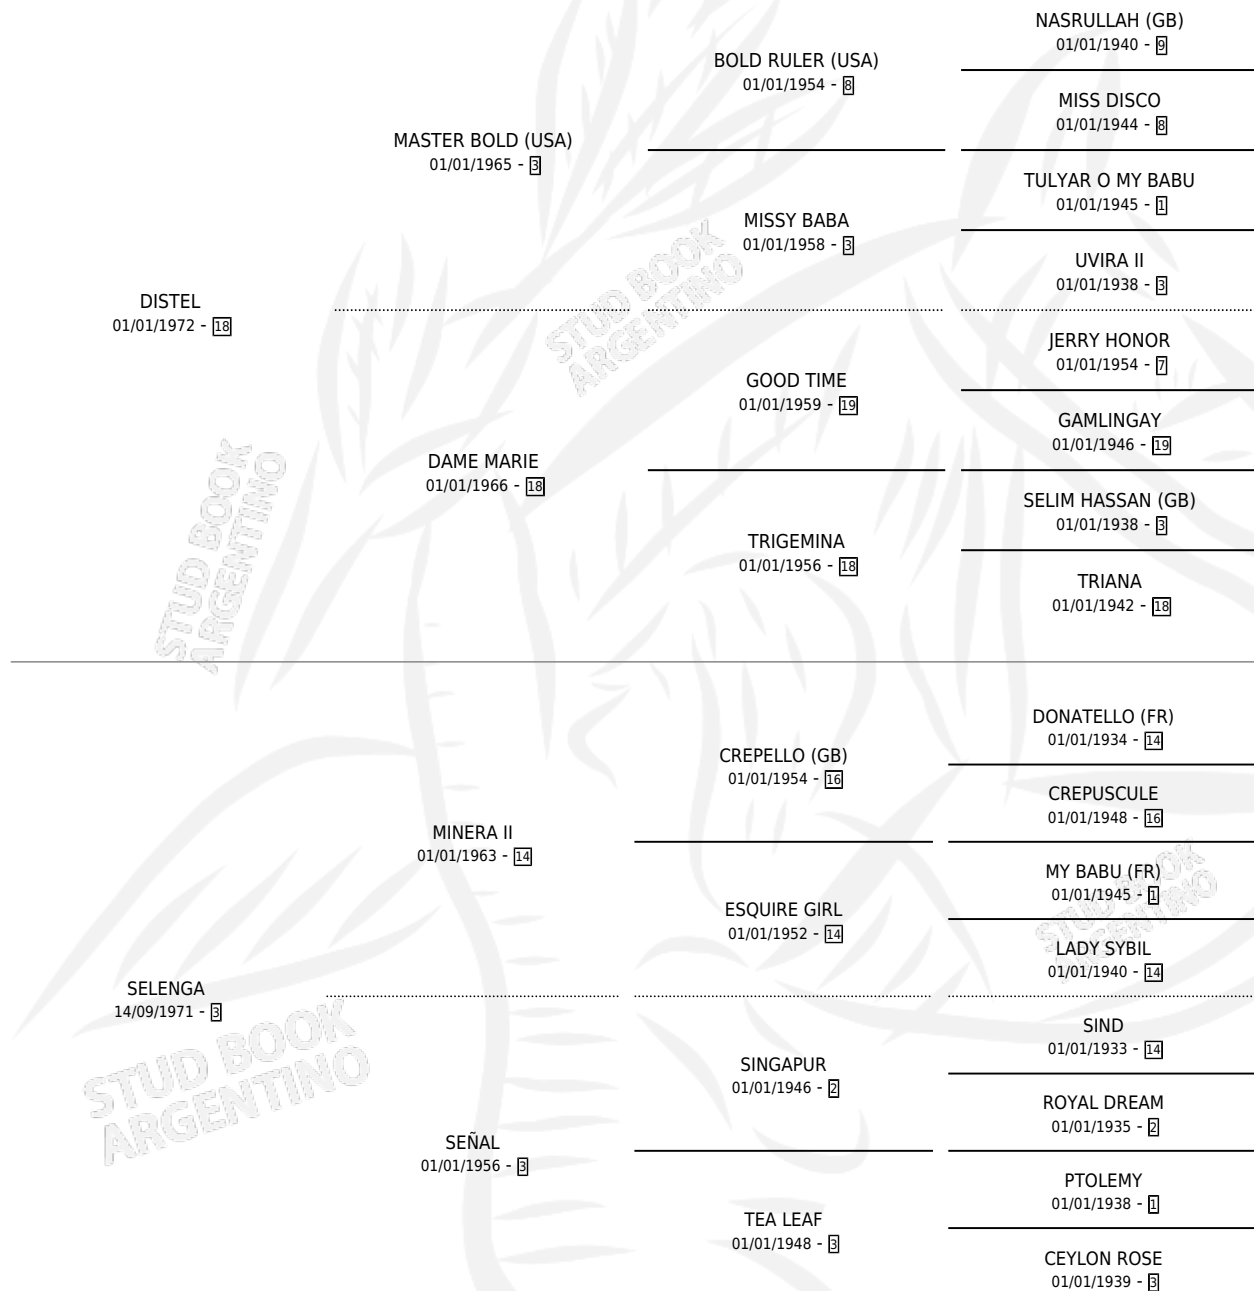 NASRULLAH (GB)
01/01/1940 - 9
BOLD RULER (USA)
01/01/1954 - 8
MISS DISCO
01/01/1944 - 8
MASTER BOLD (USA)
01/01/1965 - 3
TULYAR O MY BABU
01/01/1945 - 1
MISSY BABA
01/01/1958 - 3
UVIRA II
01/01/1938 - 3
DISTEL
01/01/1972 - 18
JERRY HONOR
01/01/1954 - 7
GOOD TIME
01/01/1959 - 19
GAMLINGAY
01/01/1946 - 19
DAME MARIE
01/01/1966 - 18
SELIM HASSAN (GB)
01/01/1938 - 3
TRIGEMINA
01/01/1956 - 18
TRIANA
01/01/1942 - 18
DONATELLO (FR)
01/01/1934 - 14
CREPELLO (GB)
01/01/1954 - 16
CREPUSCULE
01/01/1948 - 16
MINERA II
01/01/1963 - 14
MY BABU (FR)
01/01/1945 - 1
ESQUIRE GIRL
01/01/1952 - 14
LADY SYBIL
01/01/1940 - 14
SELENGA
14/09/1971 - 3
SIND
01/01/1933 - 14
SINGAPUR
01/01/1946 - 2
ROYAL DREAM
01/01/1935 - 2
SEÑAL
01/01/1956 - 3
PTOLEMY
01/01/1938 - 1
TEA LEAF
01/01/1948 - 3
CEYLON ROSE
01/01/1939 - 3
STUD BOOK
ARGENTINO
STUD BOOK
ARGENTINO
STUD BOOK
ARGENTINO
STUD BOOK
ARGENTINO